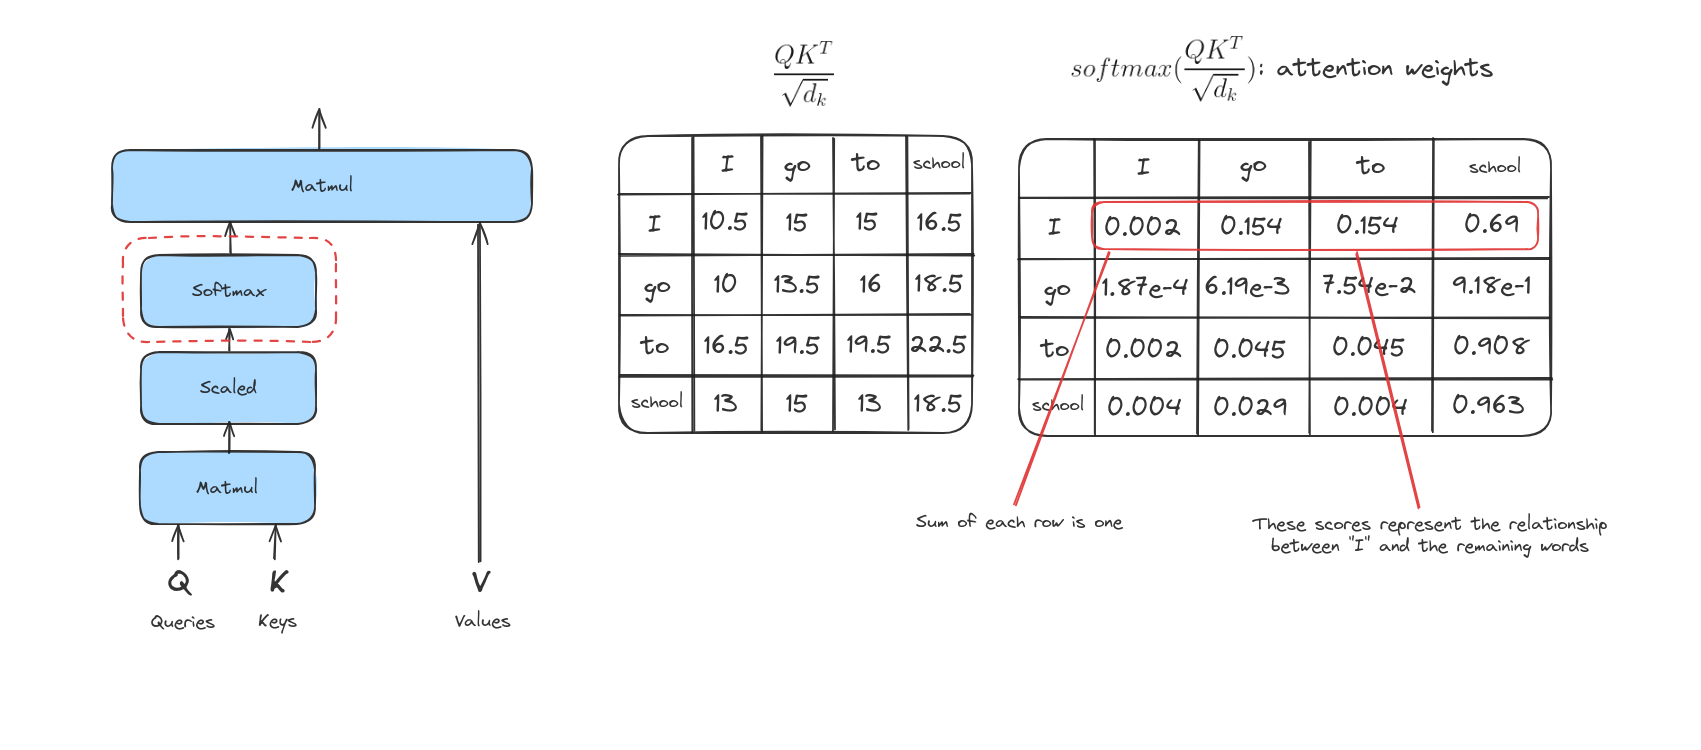 Matmul
Softmax
Scaled
Matmul
Q K V
Queries Keys Values
QK^T
√d_k
I go to school
I 10.5 15 15 16.5
go 10 13.5 16 18.5
to 16.5 19.5 19.5 22.5
school 13 15 13 18.5
softmax(QK^T/√d_k): attention weights
I go to school
I 0.002 0.154 0.154 0.69
go 1.87e-4 6.19e-3 7.54e-2 9.18e-1
to 0.002 0.045 0.045 0.908
school 0.004 0.029 0.004 0.963
Sum of each row is one
These scores represent the relationship
between "I" and the remaining words